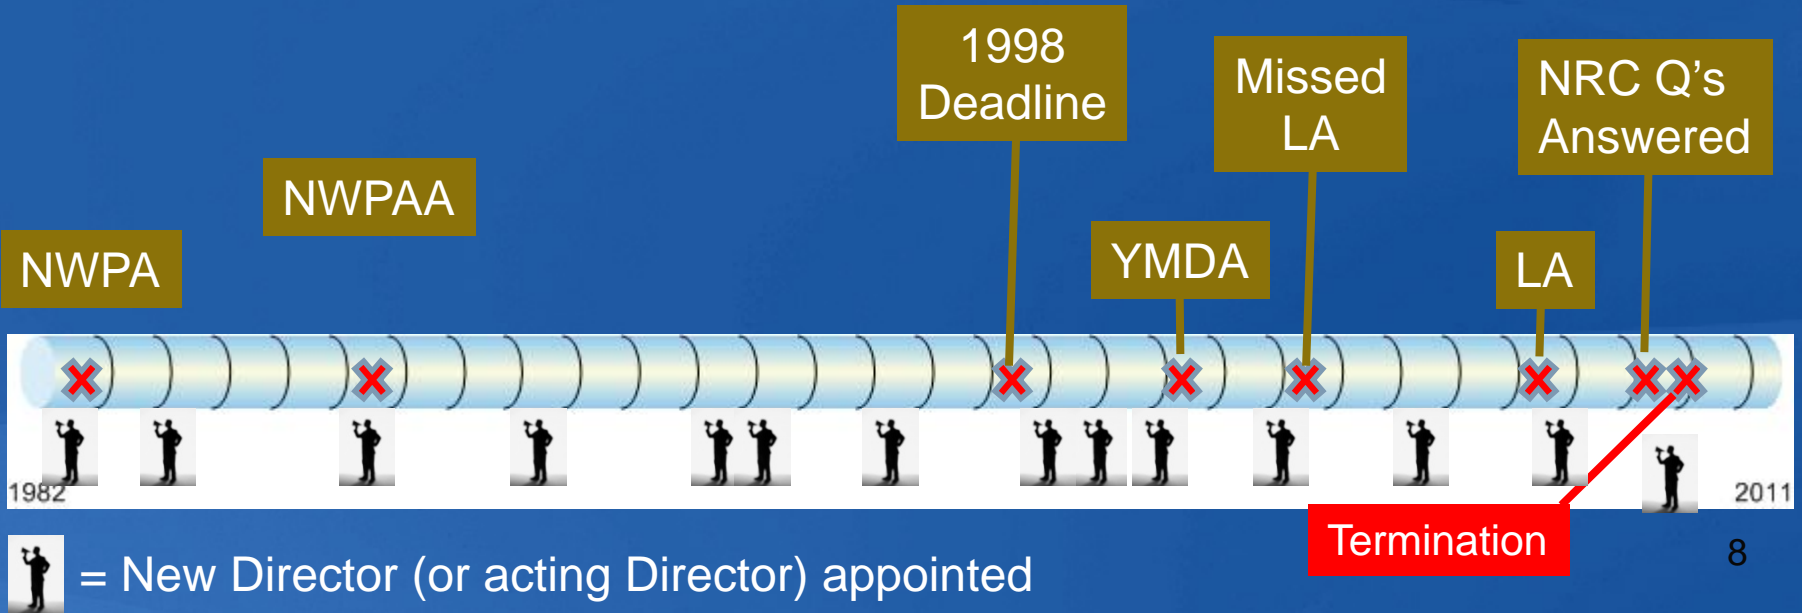 1998
Deadline
Missed
LA
NRC Q's
Answered
NWPAA
NWPA
YMDA
LA
1982
2011
Termination
8
= New Director (or acting Director) appointed